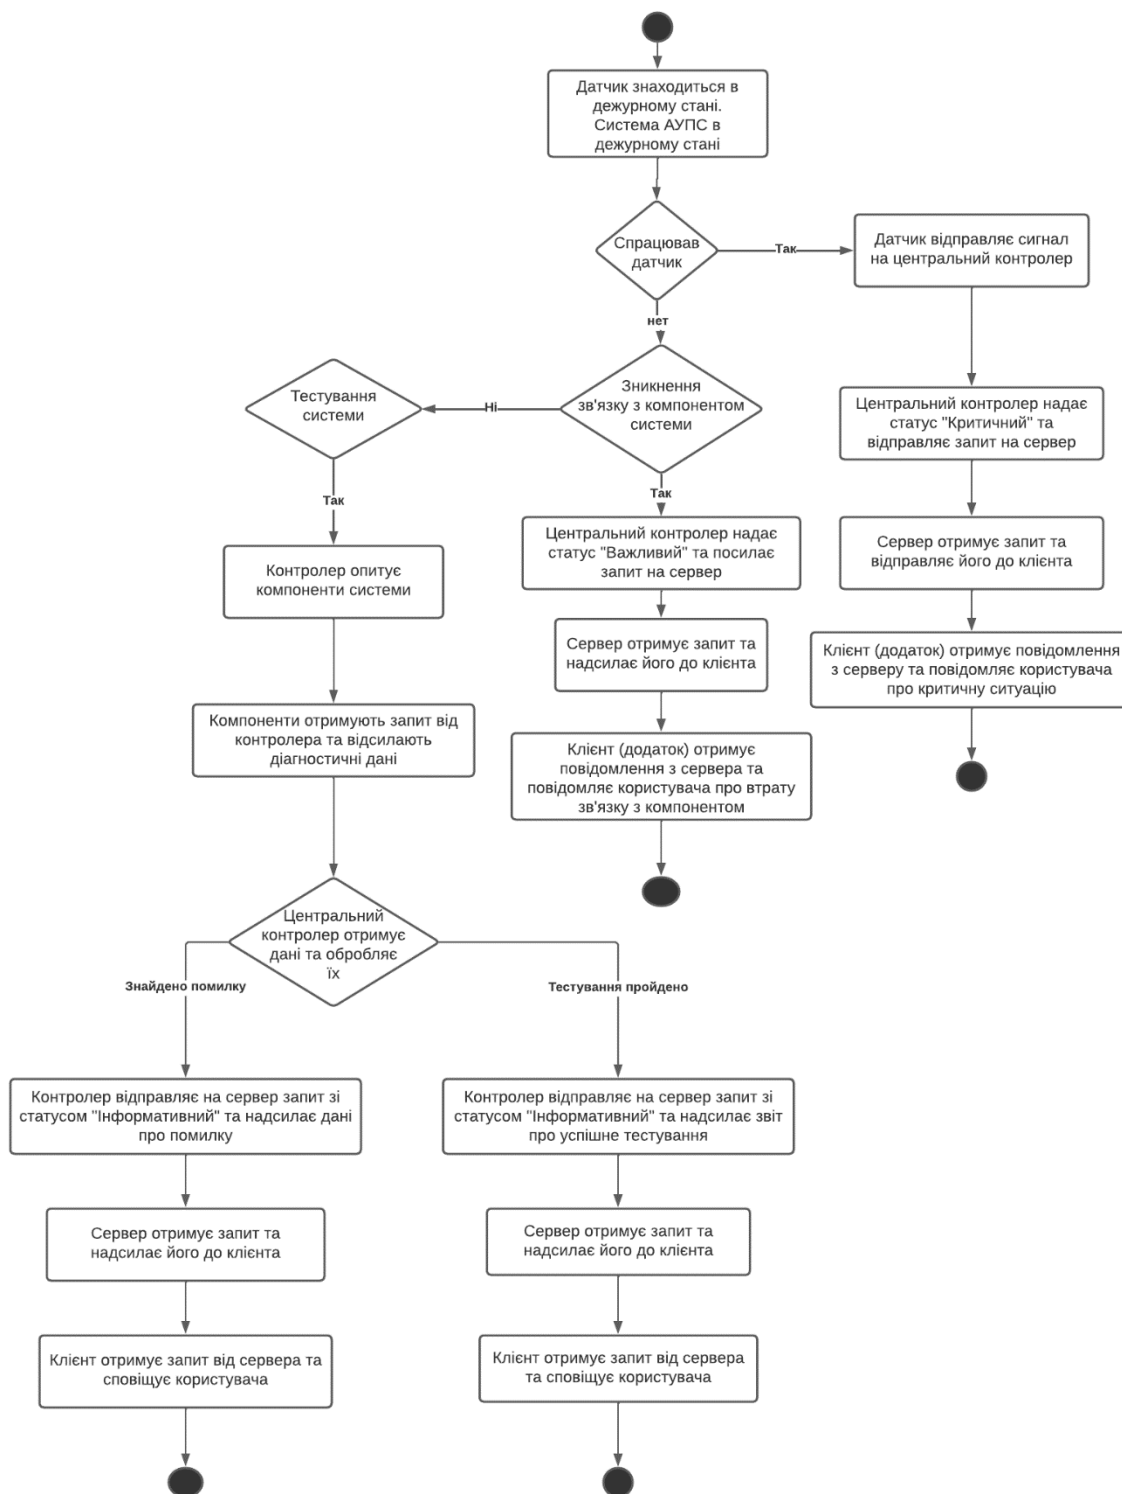 Датчик знаходиться в
дежурному стані.
Система АУПС в
дежурному стані
Спрацював
датчик
Так
Датчик відправляє сигнал
на центральний контролер
нет
Зникнення
зв'язку з компонентом
системи
Ні
Тестування
системи
Центральний контролер надає
статус "Критичний" та
відправляє запит на сервер
Так
Так
Центральний контролер надає
статус "Важливий" та посилає
запит на сервер
Сервер отримує запит та
відправляє його до клієнта
Контролер опитує
компоненти системи
Сервер отримує запит та
надсилає його до клієнта
Клієнт (додаток) отримує повідомлення
з серверу та повідомляє користувача
про критичну ситуацію
Компоненти отримують запит від
контролера та відсилають
діагностичні дані
Клієнт (додаток) отримує
повідомлення з сервера та
повідомляє користувача про втрату
зв'язку з компонентом
Центральний
контролер отримує
дані та обробляє
їх
Знайдено помилку
Тестування пройдено
Контролер відправляє на сервер запит зі
статусом "Інформативний" та надсилає дані
про помилку
Контролер відправляє на сервер запит зі
статусом "Інформативний" та надсилає звіт
про успішне тестування
Сервер отримує запит та
надсилає його до клієнта
Сервер отримує запит та
надсилає його до клієнта
Клієнт отримує запит від сервера та
сповіщує користувача
Клієнт отримує запит від сервера
та сповіщує користувача